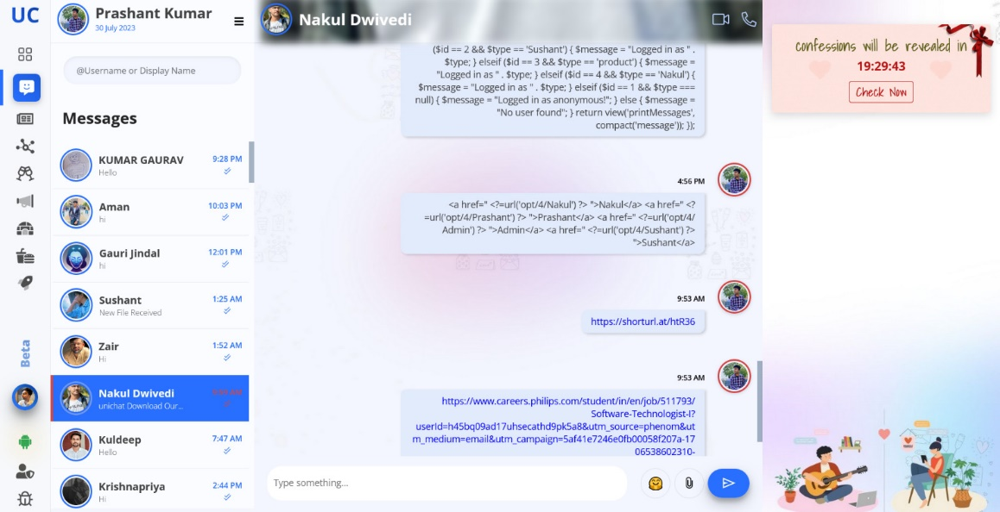 UC
Prashant Kumar
30 July 2023
@Username or Display Name
Messages
KUMAR GAURAV
9:28 PM
Hello
Aman
10:03 PM
hi
Gauri Jindal
12:01 PM
hi
Sushant
1:25 AM
New File Received
Zair
1:52 AM
Hi
Nakul Dwivedi
unichat Download Our...
Kuldeep
7:47 AM
Hello
Krishnapriya
2:44 PM
Hi
Beta
Nakul Dwivedi
($id == 2 && $type == 'Sushant') { $message = "Logged in as " .
$type; } elseif ($id == 3 && $type == 'product') { $message =
"Logged in as " . $type; } elseif ($id == 4 && $type == 'Nakul') {
$message = "Logged in as " . $type; } elseif ($id == 1 && $type ===
null) { $message = "Logged in as anonymous!"; } else { $message =
"No user found"; } return view('printMessages',
compact('message')); });
4:56 PM
<a href=" <?=url('opt/4/Nakul') ?> ">Nakul</a> <a href=" <?
=url('opt/4/Prashant') ?> ">Prashant</a> <a href=" <?=url('opt/4/
Admin') ?> ">Admin</a> <a href=" <?=url('opt/4/Sushant') ?>
">Sushant</a>
9:53 AM
https://shorturl.at/htR36
9:53 AM
https://www.careers.philips.com/student/in/en/job/511793/
Software-Technologist-I?
userId=h45bq09ad17uhsecathd9pk5a8&utm_source=phenom&ut
m_medium=email&utm_campaign=5af41e7246e0fb00058f207a-17
06538602310-
Type something...
confessions will be revealed in
19:29:43
Check Now